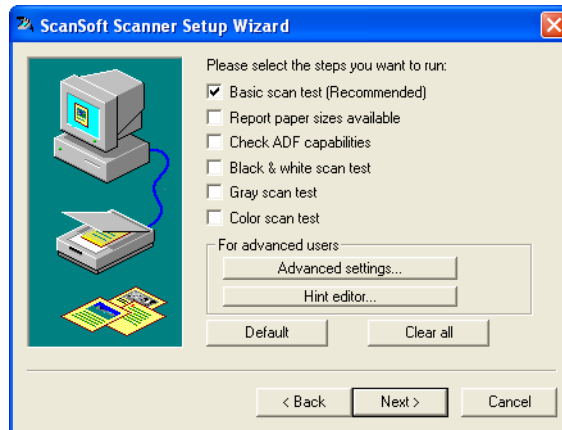 ScanSoft Scanner Setup Wizard
Please select the steps you want to run:
Basic scan test (Recommended)
Report paper sizes available
Check ADF capabilities
Black & white scan test
Gray scan test
Color scan test
For advanced users
Advanced settings...
Hint editor...
Default Clear all
< Back Next > Cancel